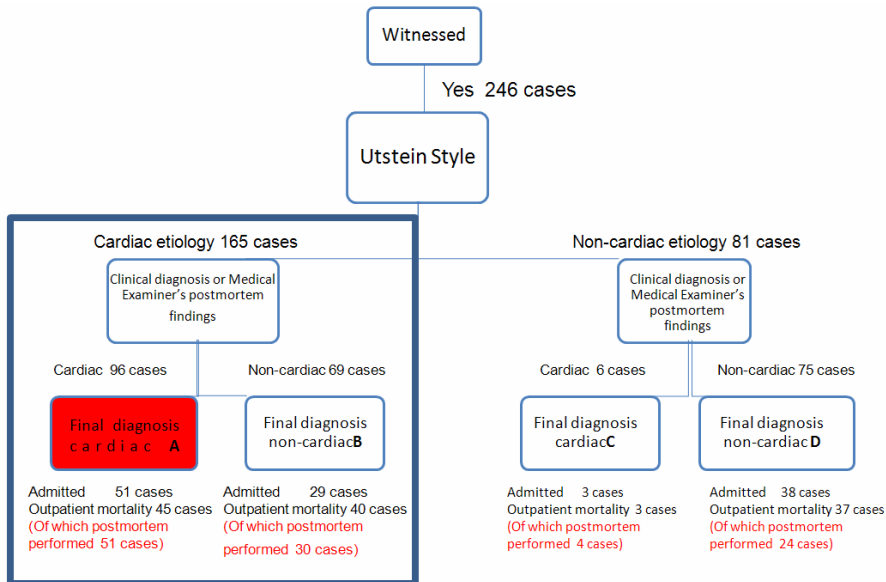 Witnessed
Yes 246 cases
Utstein Style
Cardiac etiology 165 cases
Non-cardiac etiology 81 cases
Clinical diagnosis or Medical
Examiner's postmortem
findings
Clinical diagnosis or
Medical Examiner's
postmortem
findings
Cardiac 96 cases
Non-cardiac 69 cases
Cardiac 6 cases
Non-cardiac 75 cases
Final diagnosis
cardiac A
Final diagnosis
non-cardiacB
Final diagnosis
cardiacC
Final diagnosis
non-cardiac D
Admitted 51 cases
Outpatient mortality 45 cases
(Of which postmortem
performed 51 cases)
Admitted 29 cases
Outpatient mortality 40 cases
(Of which postmortem
performed 30 cases)
Admitted 3 cases
Outpatient mortality 3 cases
(Of which postmortem
performed 4 cases)
Admitted 38 cases
Outpatient mortality 37 cases
(Of which postmortem
performed 24 cases)